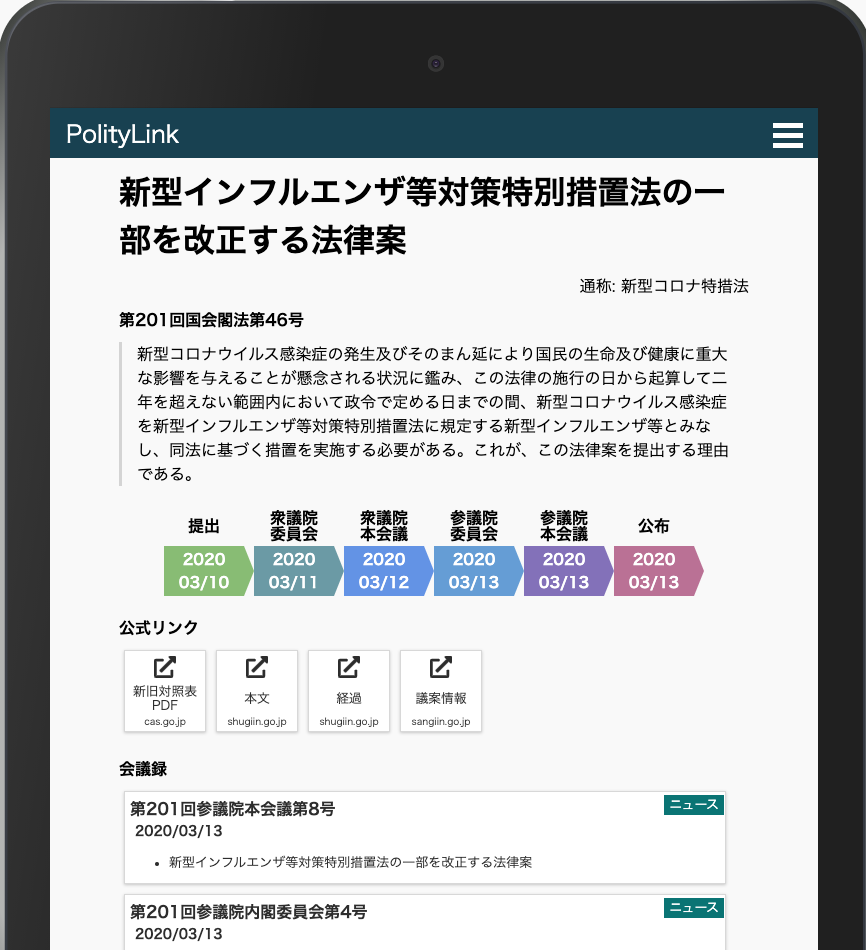 PolityLink
新型インフルエンザ等対策特別措置法の一
部を改正する法律案
通称: 新型コロナ特措法
第201回国会閣法第46号
新型コロナウイルス感染症の発生及びそのまん延により国民の生命及び健康に重大
な影響を与えることが懸念される状況に鑑み、この法律の施行の日から起算して二
年を超えない範囲内において政令で定める日までの間、新型コロナウイルス感染症
を新型インフルエンザ等対策特別措置法に規定する新型インフルエンザ等とみな
し、同法に基づく措置を実施する必要がある。これが、この法律案を提出する理由
である。
提出
2020
03/10
衆議院
委員会
2020
03/11
衆議院
本会議
2020
03/12
参議院
委員会
2020
03/13
参議院
本会議
2020
03/13
公布
2020
03/13
公式リンク
新旧対照表
PDF
cas.go.jp
本文
shugiin.go.jp
経過
shugiin.go.jp
議案情報
sangiin.go.jp
会議録
第201回参議院本会議第8号
ニュース
2020/03/13
• 新型インフルエンザ等対策特別措置法の一部を改正する法律案
第201回参議院内閣委員会第4号
ニュース
2020/03/13